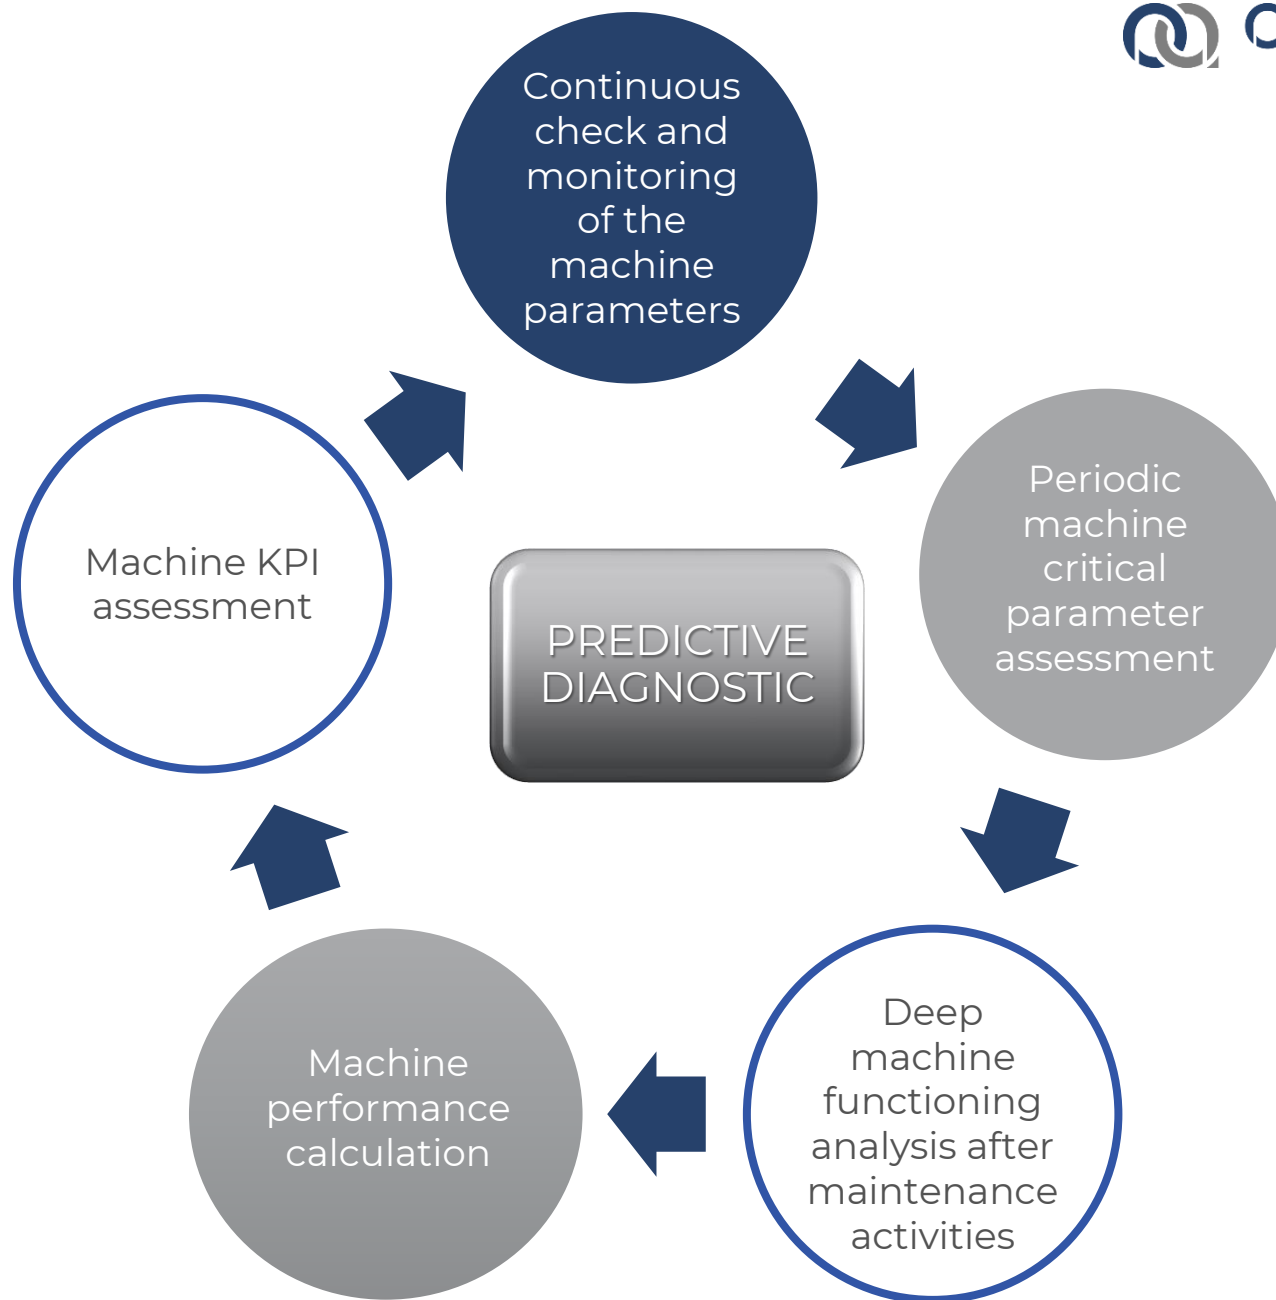 Continuous
check and
monitoring
of the
machine
parameters
Periodic
machine
critical
parameter
assessment
Deep
machine
functioning
analysis after
maintenance
activities
Machine
performance
calculation
Machine KPI
assessment
PREDICTIVE
DIAGNOSTIC